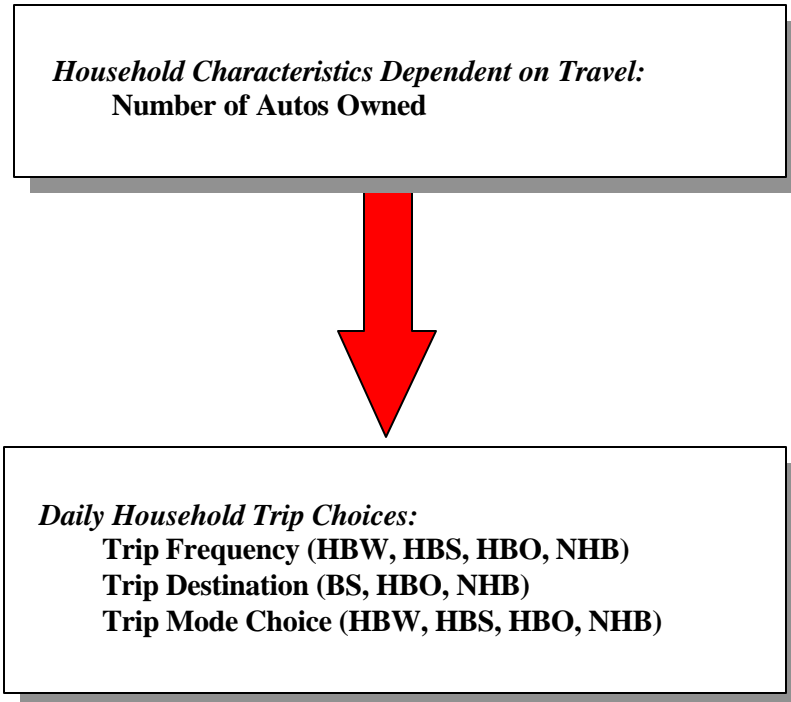 Household Characteristics Dependent on Travel:
Number of Autos Owned
Daily Household Trip Choices:
Trip Frequency (HBW, HBS, HBO, NHB)
Trip Destination (BS, HBO, NHB)
Trip Mode Choice (HBW, HBS, HBO, NHB)